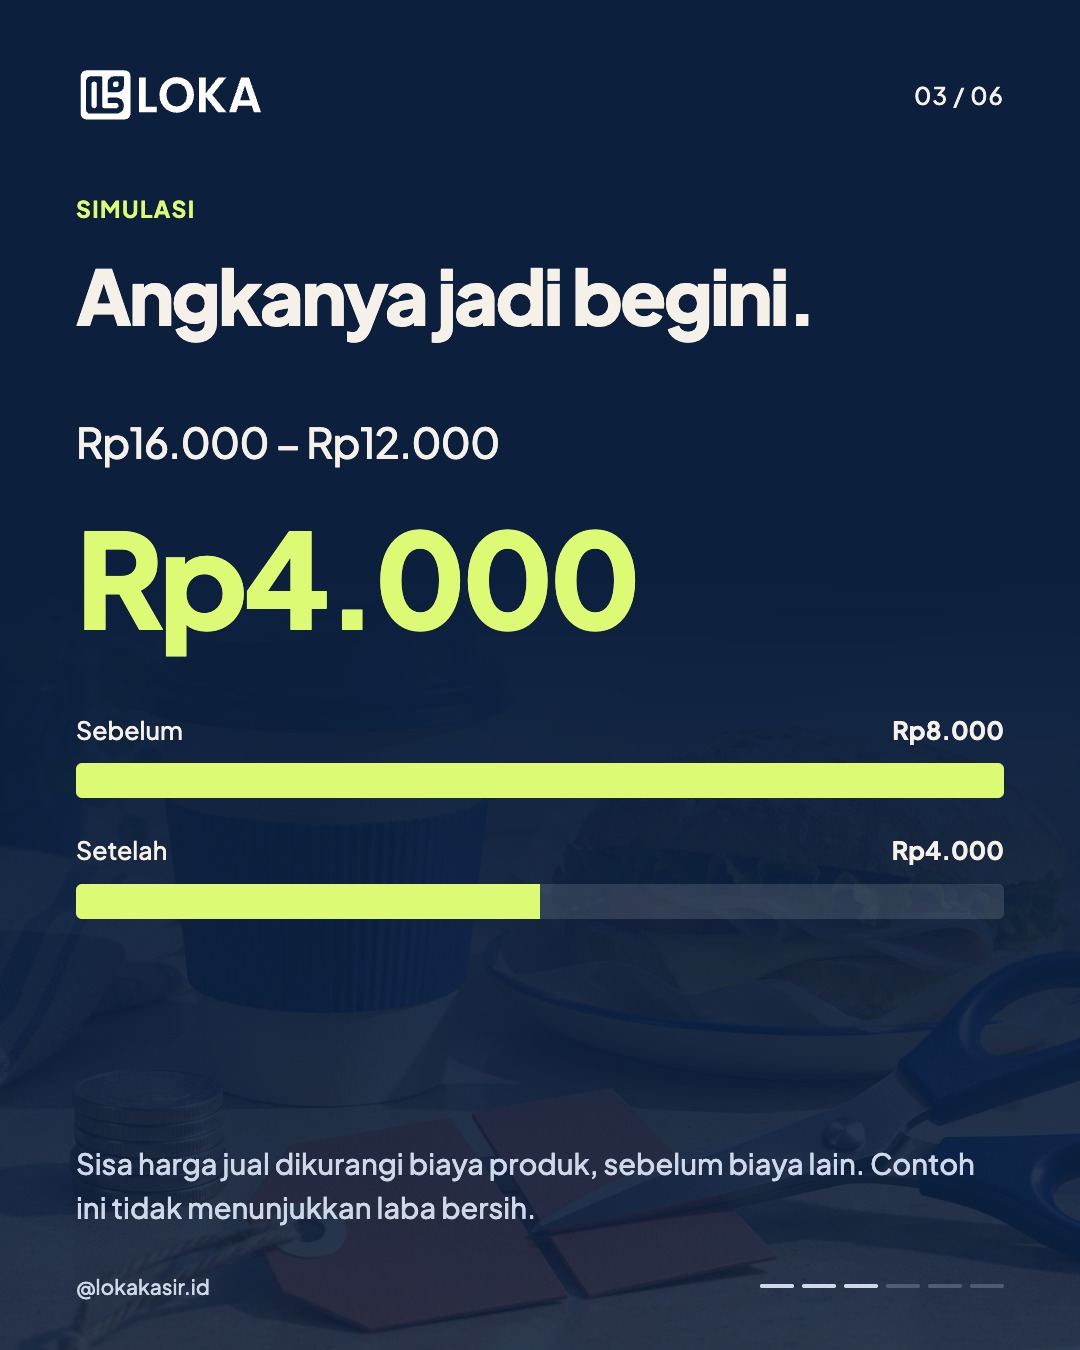 LOKA
03 / 06
SIMULASI
Angkanya jadi begini.
Rp16.000 – Rp12.000
Rp4.000
Sebelum Rp8.000
Setelah Rp4.000
Sisa harga jual dikurangi biaya produk, sebelum biaya lain. Contoh
ini tidak menunjukkan laba bersih.
@lokakasir.id